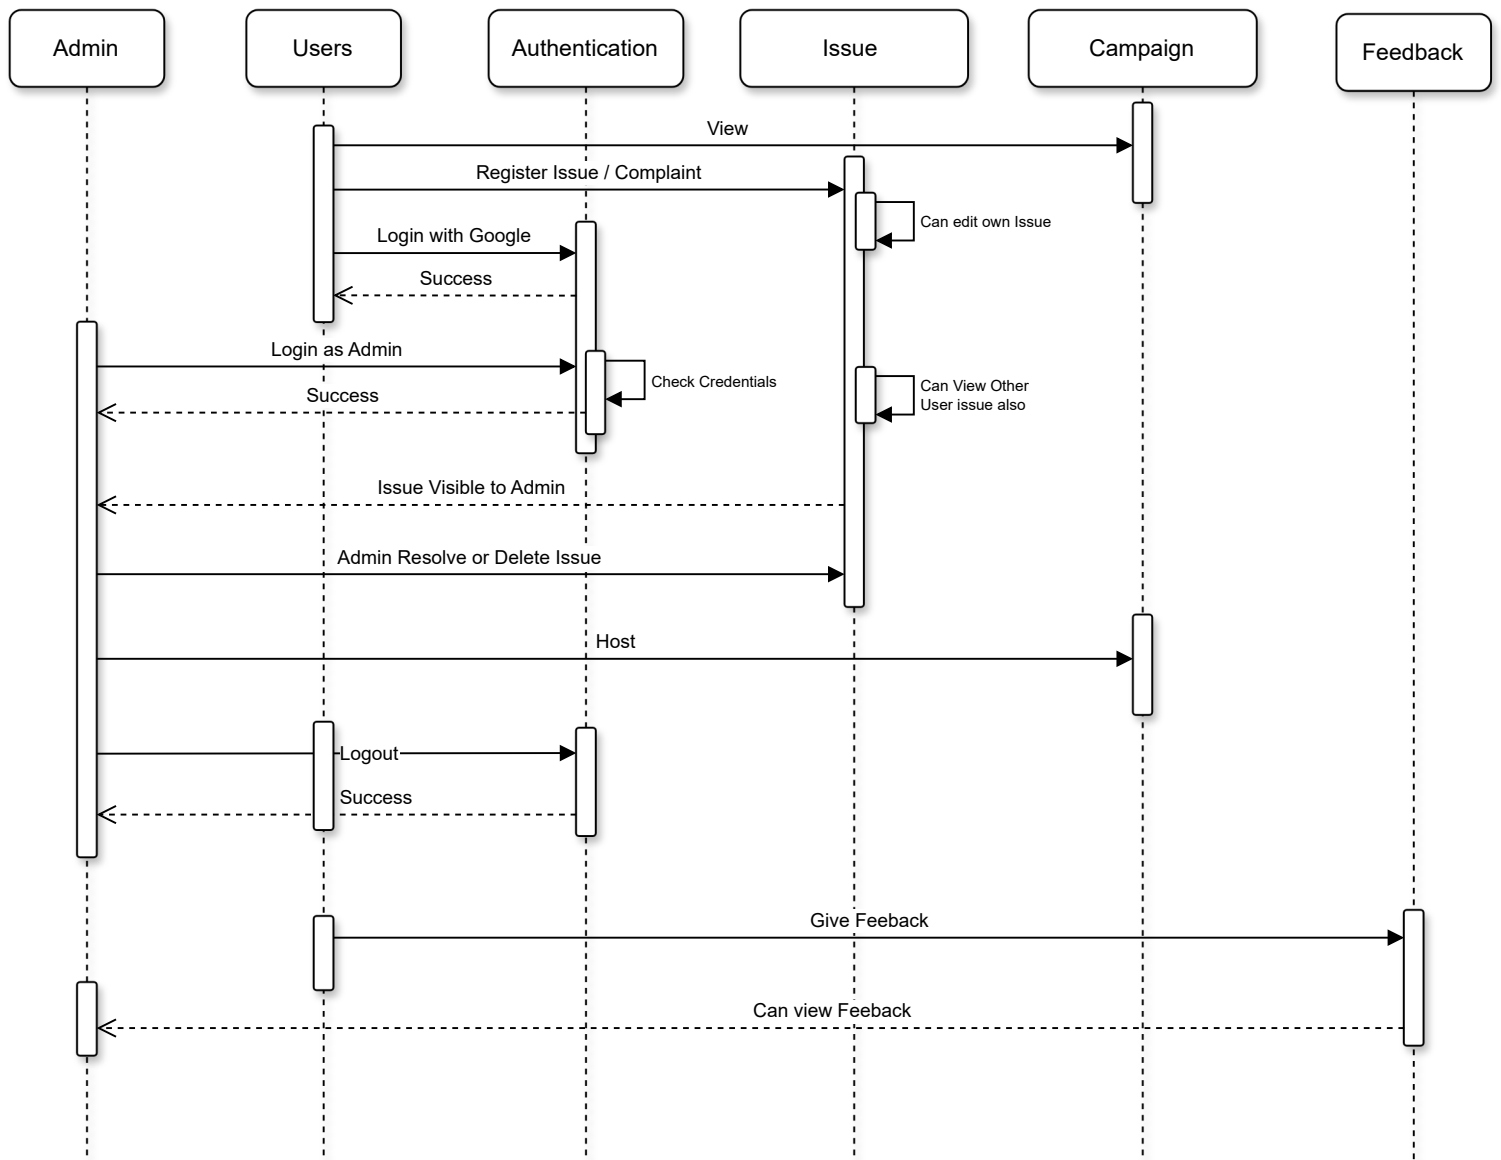 Admin
Users
Authentication
Issue
Campaign
Feedback
View
Register Issue / Complaint
Can edit own Issue
Login with Google
Success
Login as Admin
Check Credentials
Can View Other
User issue also
Success
Issue Visible to Admin
Admin Resolve or Delete Issue
Host
Logout
Success
Give Feeback
Can view Feeback